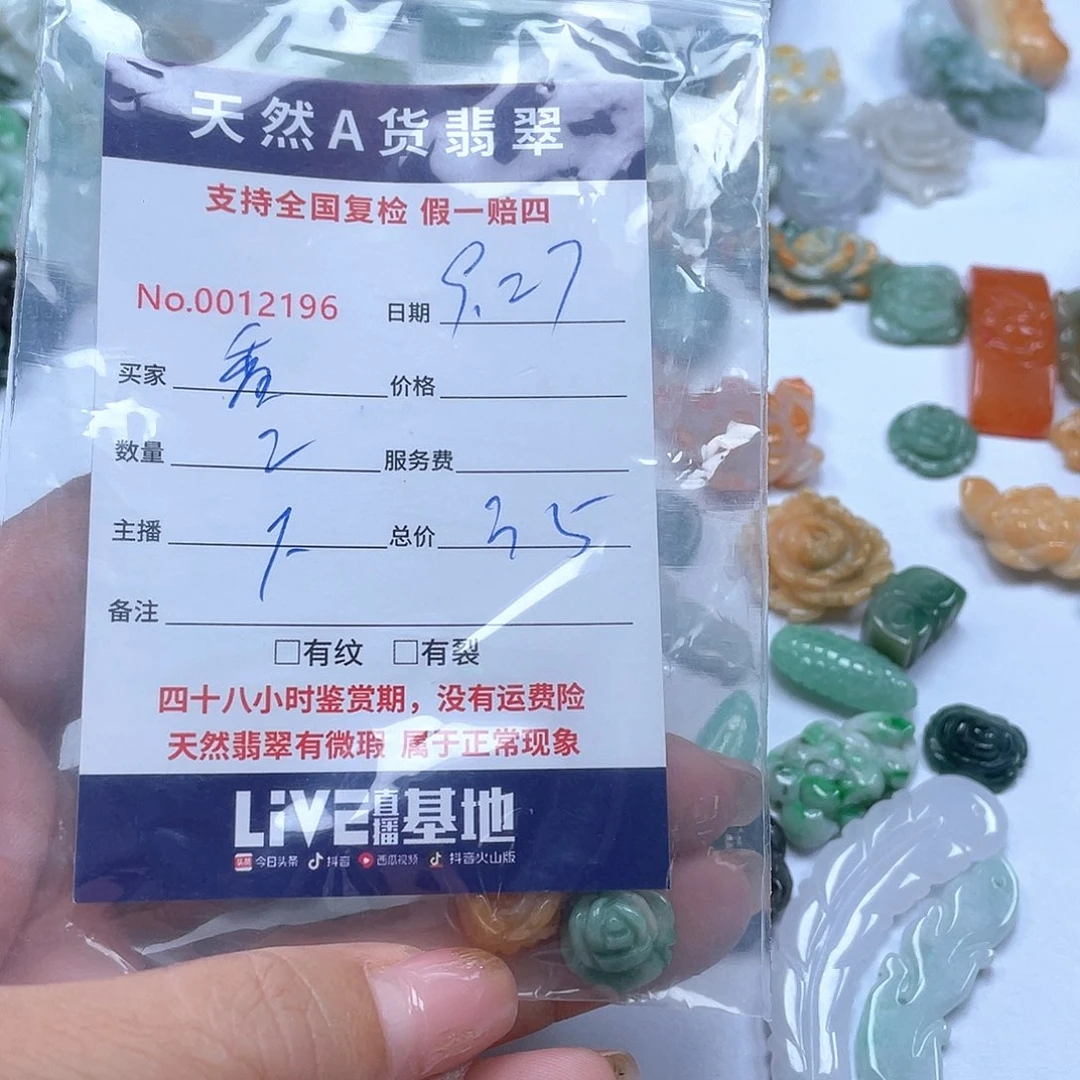 天然A货翡翠
支持全国复检 假一赔四
No.0012196 日期 9.27
买家 价格
数量 2 服务费
主播 总价 35
备注
□有纹 □有裂
四十八小时鉴赏期，没有运费险
天然翡翠有微瑕 属于正常现象
LiVE直播基地
头条 今日头条 抖音 西瓜视频 抖音火山版